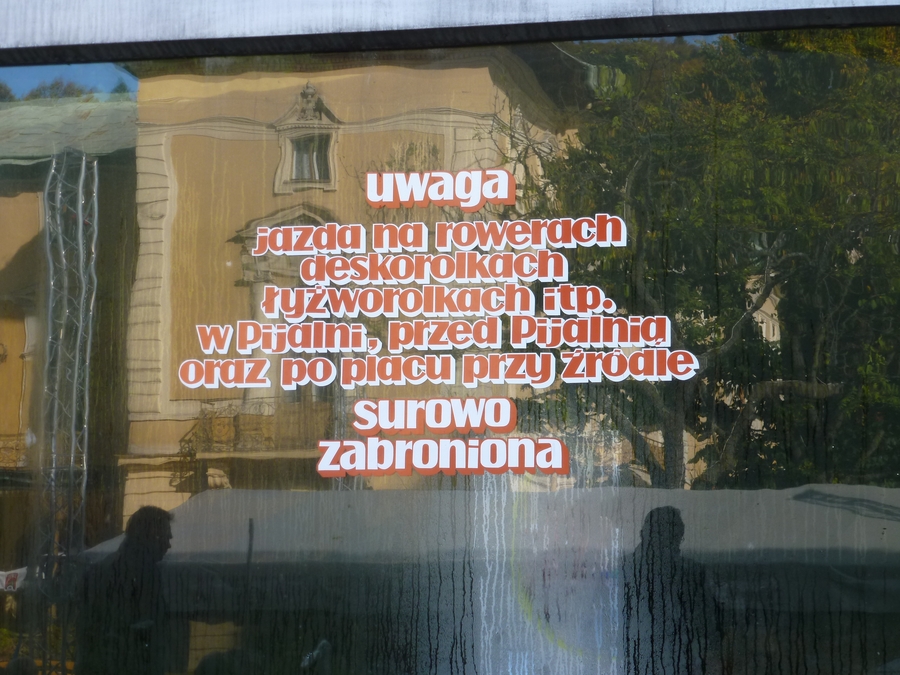 uwaga
jazda na rowerach
deskorolkach
łyżworolkach itp.
w Pijalni, przed Pijalnią
oraz po placu przy źródle
surowo
zabroniona